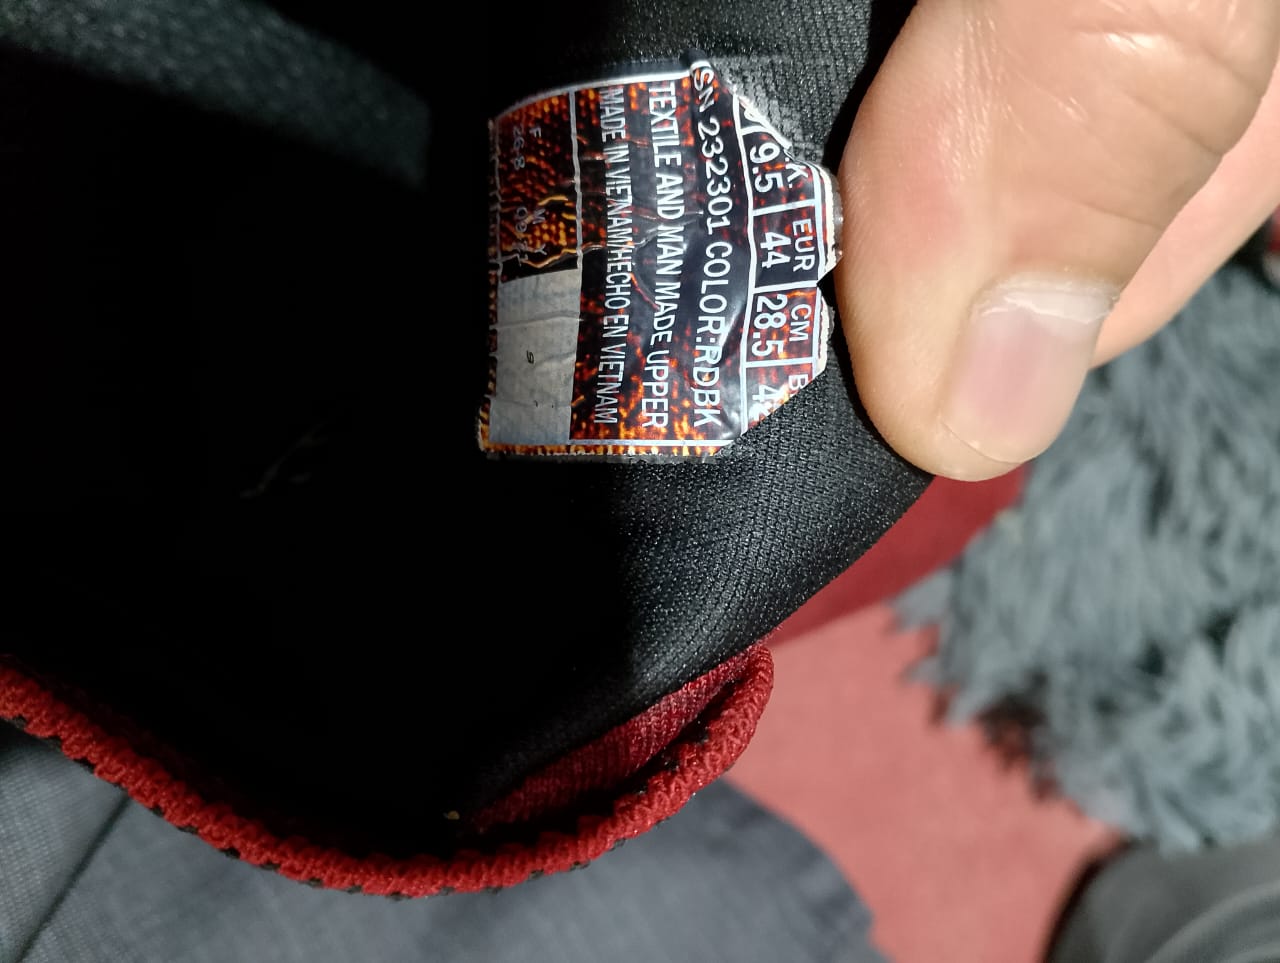 K. EUR CM B
9.5 44 28.5
SN 232301 COLOR:RDBK
TEXTILE AND MAN MADE UPPER
MADE IN VIETNAM/HECHO EN VIETNAM